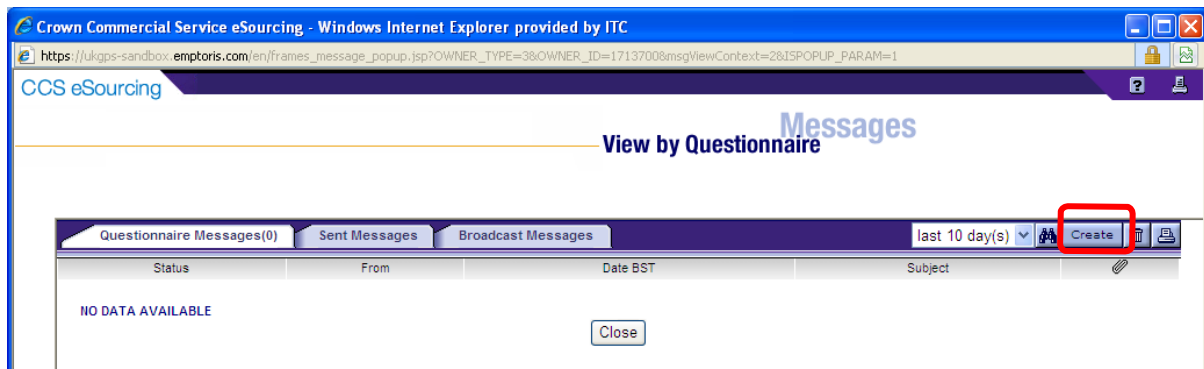 Crown Commercial Service eSourcing - Windows Internet Explorer provided by ITC
https://ukgps-sandbox.emptoris.com/en/frames_message_popup.jsp?OWNER_TYPE=3&OWNER_ID=1713700&msgViewContext=2&ISPOPUP_PARAM=1
CCS eSourcing
Messages
View by Questionnaire
Questionnaire Messages(0) Sent Messages Broadcast Messages last 10 day(s) Create
Status From Date BST Subject
NO DATA AVAILABLE
Close